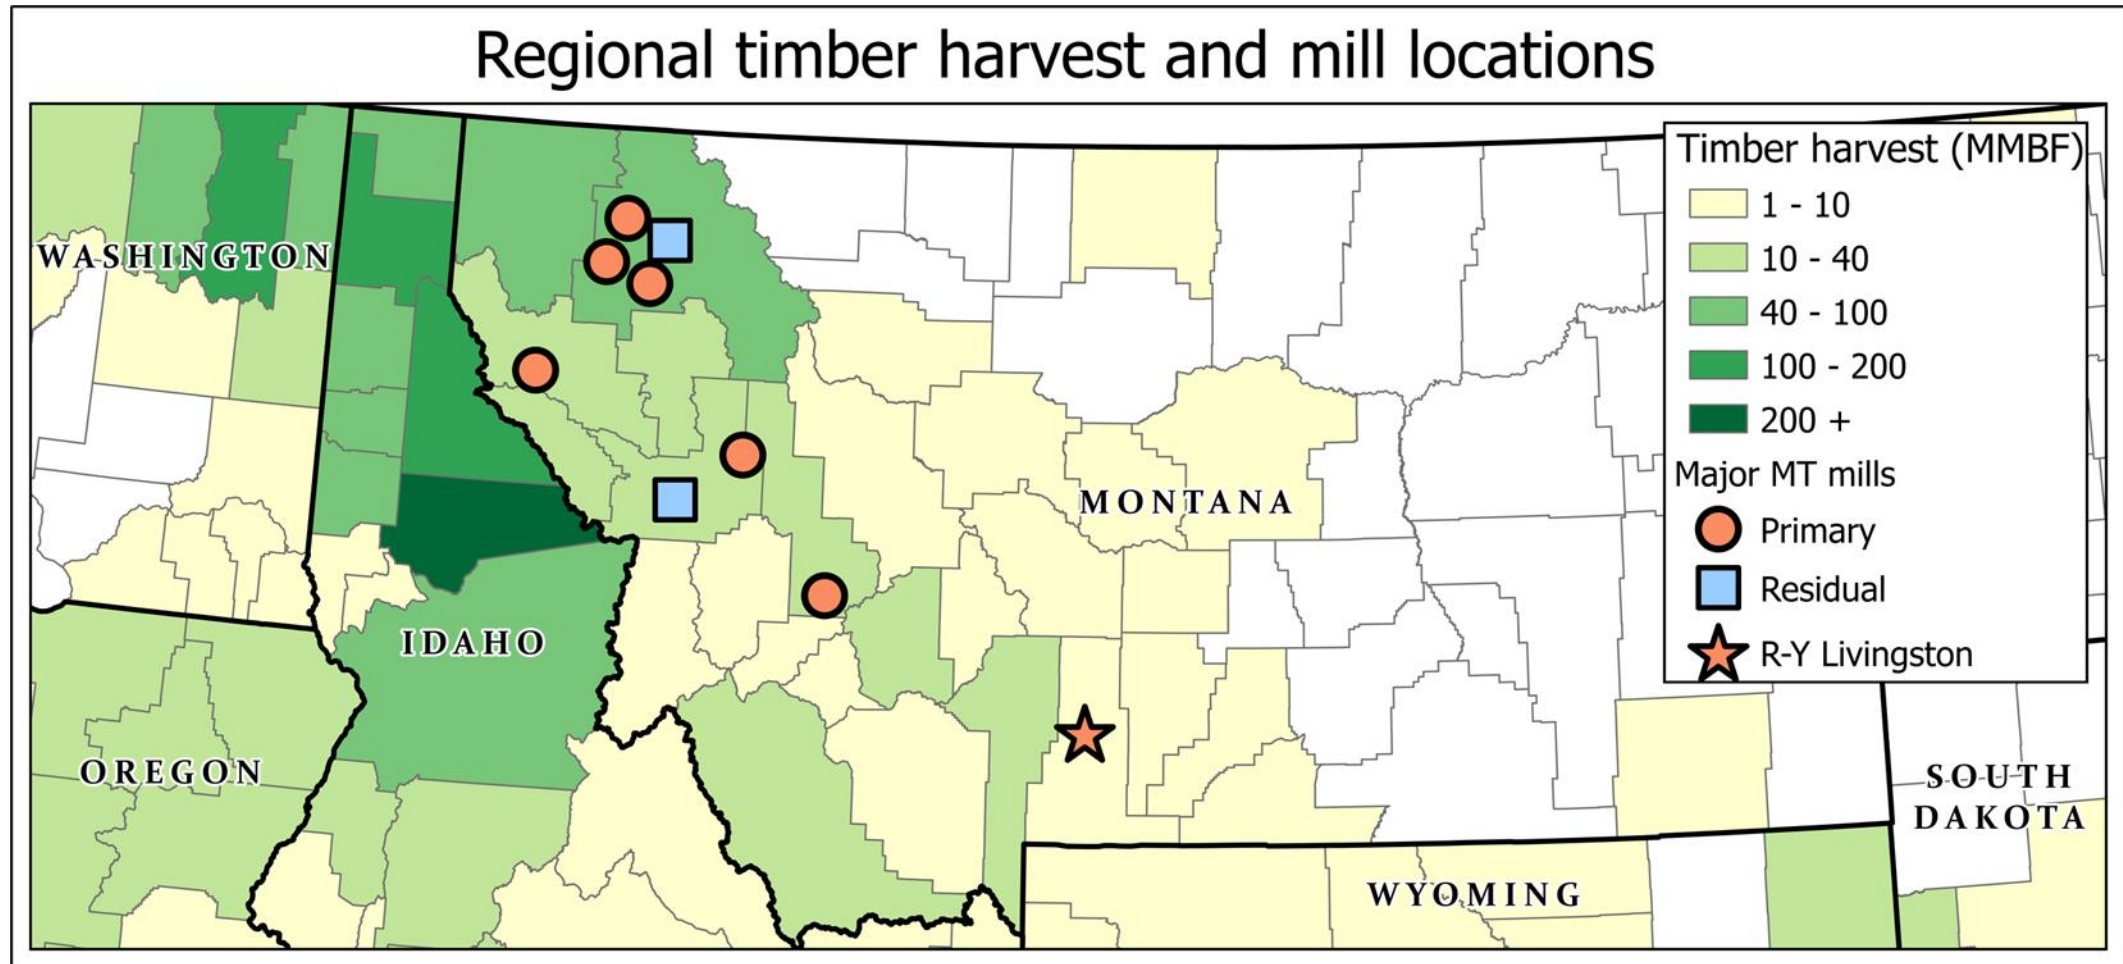 Regional timber harvest and mill locations
Timber harvest (MMBF)
1 - 10
10 - 40
40 - 100
100 - 200
200 +
Major MT mills
Primary
Residual
R-Y Livingston
WASHINGTON
MONTANA
IDAHO
OREGON
SOUTH
DAKOTA
WYOMING